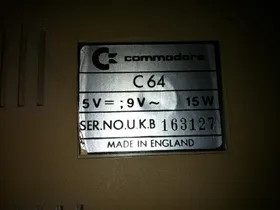 commodore
C64
5V⎓;9V~ 15W
SER.NO.U.K.B 163127
MADE IN ENGLAND